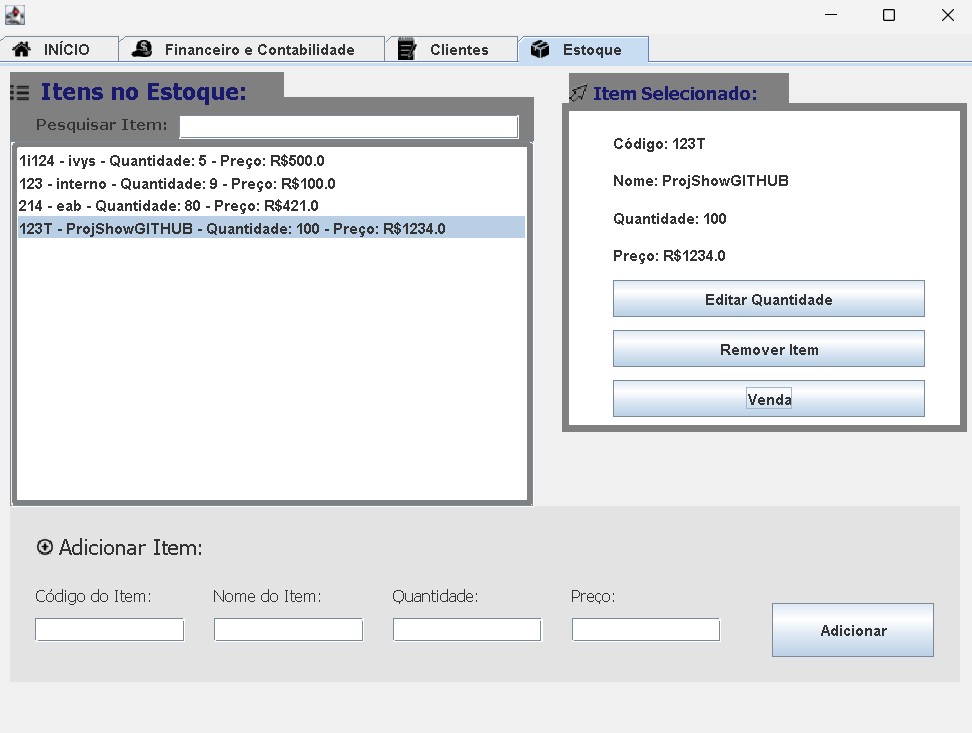 INÍCIO
Financeiro e Contabilidade
Clientes
Estoque
Itens no Estoque:
Pesquisar Item:
1i124 - ivys - Quantidade: 5 - Preço: R$500.0
123 - interno - Quantidade: 9 - Preço: R$100.0
214 - eab - Quantidade: 80 - Preço: R$421.0
123T - ProjShowGITHUB - Quantidade: 100 - Preço: R$1234.0
Item Selecionado:
Código: 123T
Nome: ProjShowGITHUB
Quantidade: 100
Preço: R$1234.0
Editar Quantidade
Remover Item
Venda
Adicionar Item:
Código do Item:
Nome do Item:
Quantidade:
Preço:
Adicionar